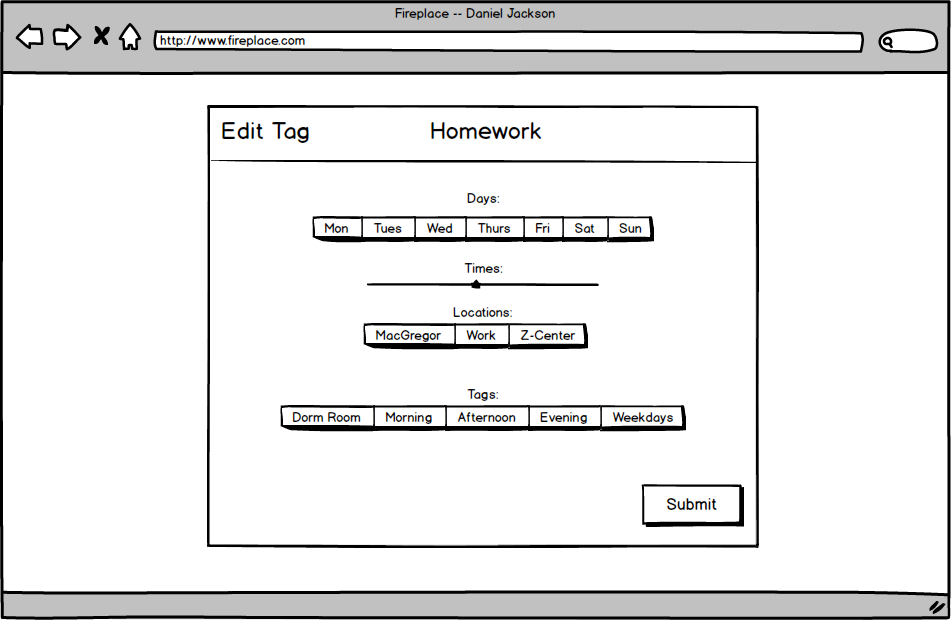 Fireplace -- Daniel Jackson
http://www.fireplace.com
Edit Tag Homework
Days:
Mon Tues Wed Thurs Fri Sat Sun
Times:
Locations:
MacGregor Work Z-Center
Tags:
Dorm Room Morning Afternoon Evening Weekdays
Submit